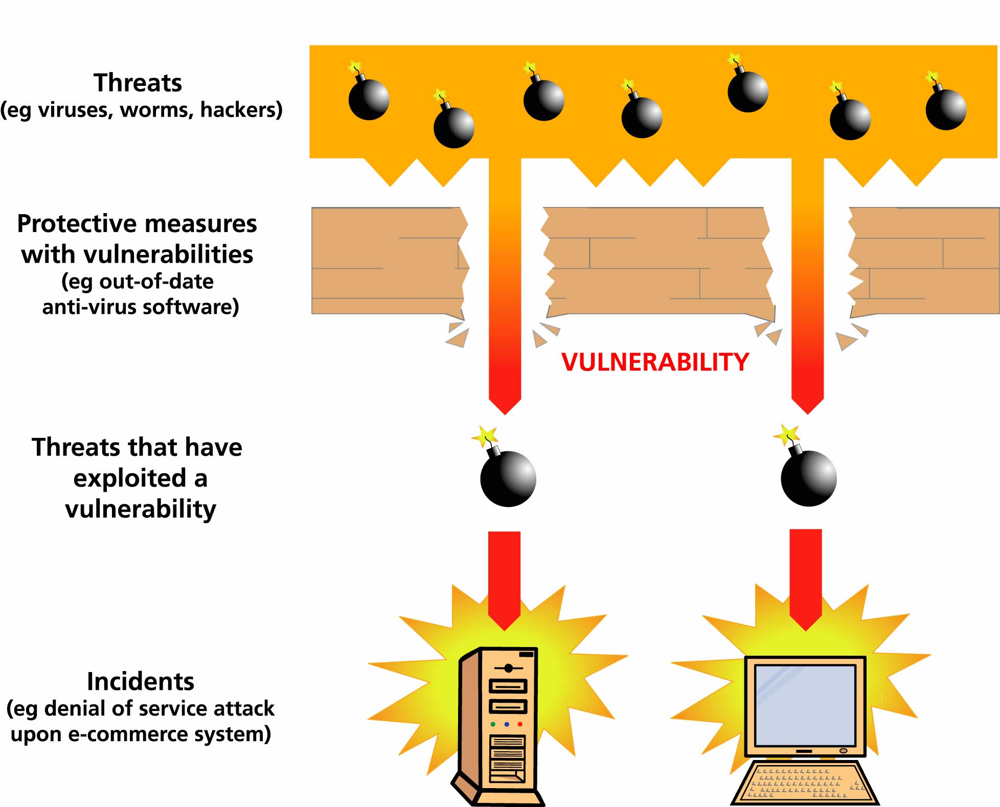 Threats
(eg viruses, worms, hackers)
Protective measures
with vulnerabilities
(eg out-of-date
anti-virus software)
VULNERABILITY
Threats that have
exploited a
vulnerability
Incidents
(eg denial of service attack
upon e-commerce system)